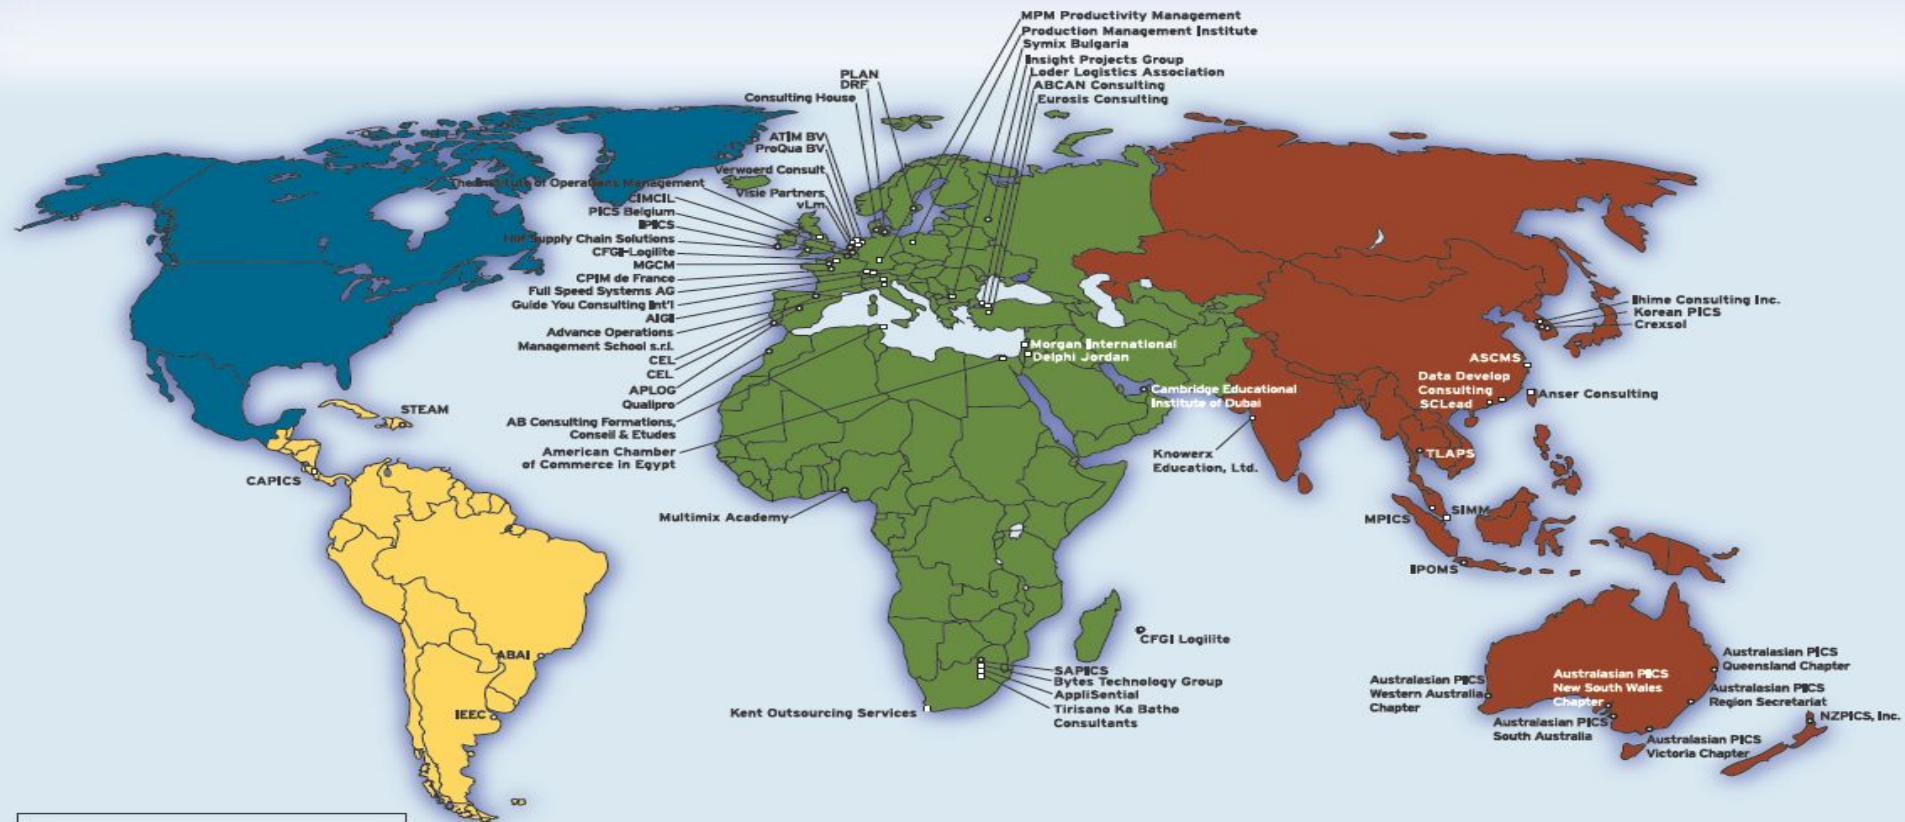 MPM Productivity Management
Production Management Institute
Symix Bulgaria
Insight Projects Group
Loder Logistics Association
ABCAN Consulting
Eurosis Consulting
PLAN
DRF
Consulting House
ATIM BV
ProQua BV
Verwoerd Consult
The Institute of Operations Management
Visie Partners
vLm
CIMCIL
PICS Belgium
IPICS
Supply Chain Solutions
CFGI-Logilite
MGCM
CPIM de France
Full Speed Systems AG
Guide You Consulting Int'l
AIGI
Advance Operations
Management School s.r.l.
CEL
CEL
APLOG
Qualipro
AB Consulting Formations,
Conseil & Etudes
American Chamber
of Commerce in Egypt
Morgan International
Delphi Jordan
Cambridge Educational
Institute of Dubai
Knowerx
Education, Ltd.
Ihime Consulting Inc.
Korean PICS
Crexsol
ASCMS
Data Develop
Consulting
SCLead
Anser Consulting
TLAPS
SIMM
MPICS
IPOMS
STEAM
CAPICS
Multimix Academy
ABAI
IEEC
CFGI Logilite
SAPICS
Bytes Technology Group
AppliSential
Tirisano Ka Batho
Consultants
Kent Outsourcing Services
Australasian PICS
Western Australia
Chapter
Australasian PICS
New South Wales
Chapter
Australasian PICS
Queensland Chapter
Australasian PICS
Region Secretariat
Australasian PICS
South Australia
Australasian PICS
Victoria Chapter
NZPICS, Inc.